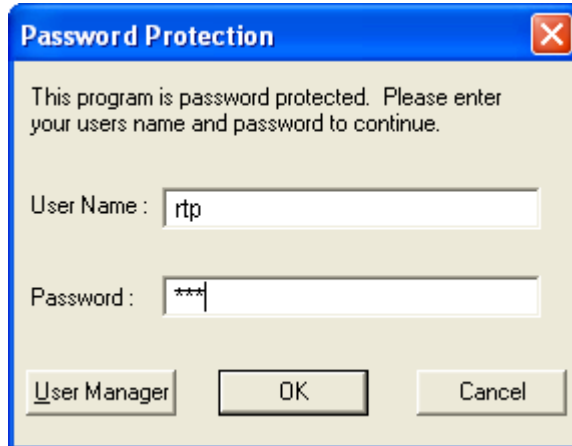 Password Protection
This program is password protected.  Please enter
your users name and password to continue.
User Name : rtp
Password : ***
User Manager OK Cancel